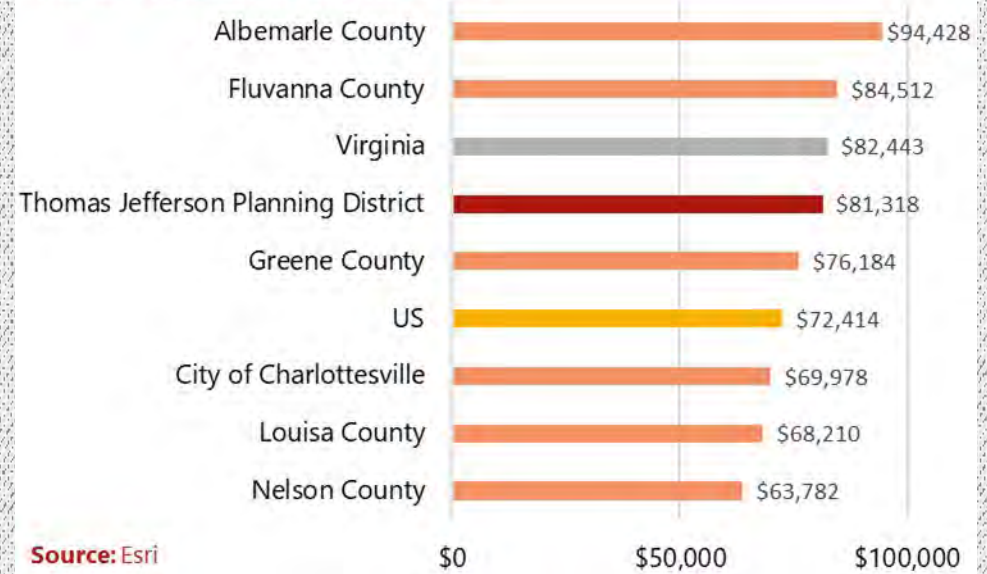 Albemarle County $94,428
Fluvanna County $84,512
Virginia $82,443
Thomas Jefferson Planning District $81,318
Greene County $76,184
US $72,414
City of Charlottesville $69,978
Louisa County $68,210
Nelson County $63,782
$0 $50,000 $100,000
Source: Esri